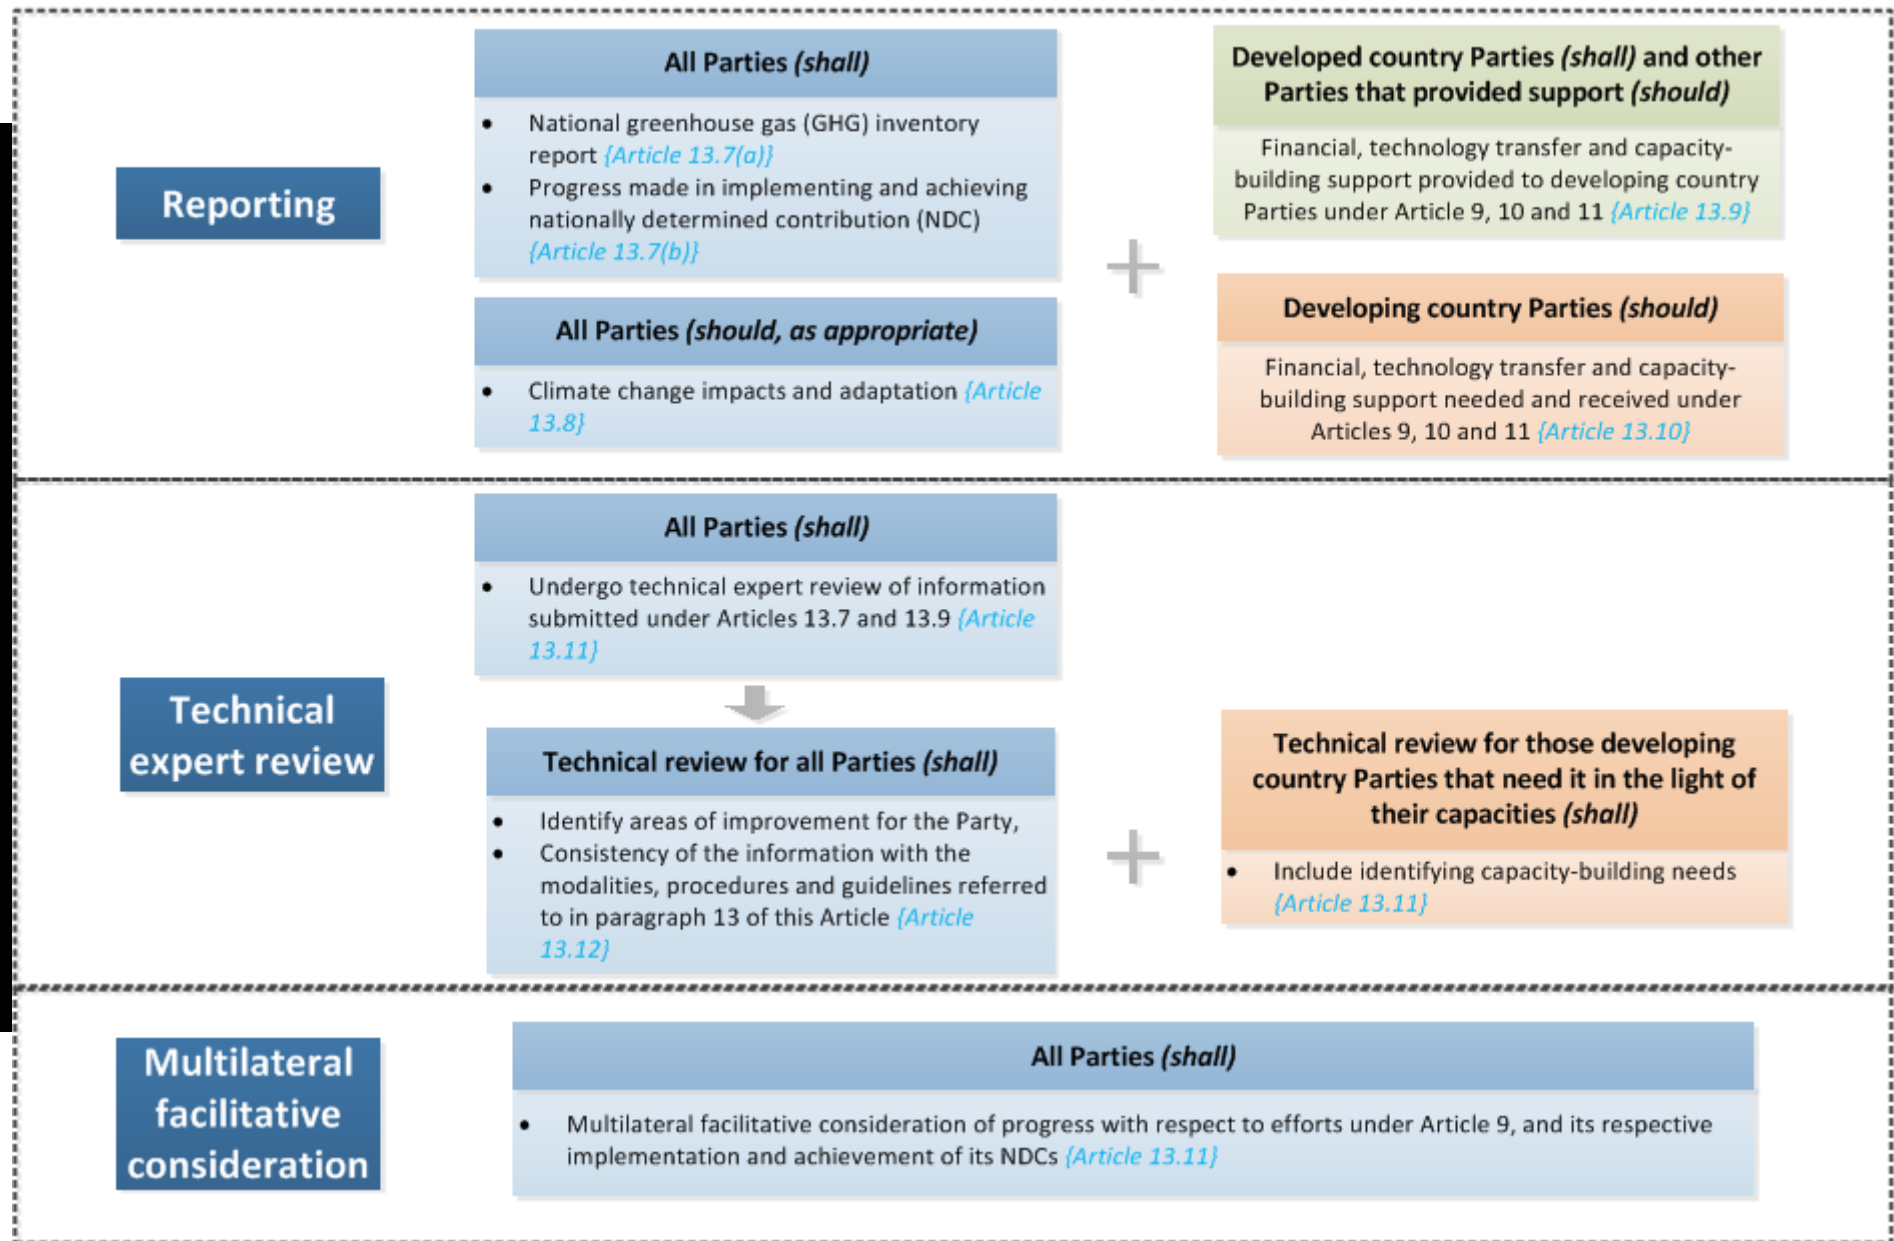 Reporting
All Parties (shall)
• National greenhouse gas (GHG) inventory
report {Article 13.7(a)}
• Progress made in implementing and achieving
nationally determined contribution (NDC)
{Article 13.7(b)}
All Parties (should, as appropriate)
• Climate change impacts and adaptation {Article
13.8}
Developed country Parties (shall) and other
Parties that provided support (should)
Financial, technology transfer and capacity-
building support provided to developing country
Parties under Article 9, 10 and 11 {Article 13.9}
Developing country Parties (should)
Financial, technology transfer and capacity-
building support needed and received under
Articles 9, 10 and 11 {Article 13.10}
Technical
expert review
All Parties (shall)
• Undergo technical expert review of information
submitted under Articles 13.7 and 13.9 {Article
13.11}
Technical review for all Parties (shall)
• Identify areas of improvement for the Party,
• Consistency of the information with the
modalities, procedures and guidelines referred
to in paragraph 13 of this Article {Article
13.12}
Technical review for those developing
country Parties that need it in the light of
their capacities (shall)
• Include identifying capacity-building needs
{Article 13.11}
Multilateral
facilitative
consideration
All Parties (shall)
• Multilateral facilitative consideration of progress with respect to efforts under Article 9, and its respective
implementation and achievement of its NDCs {Article 13.11}